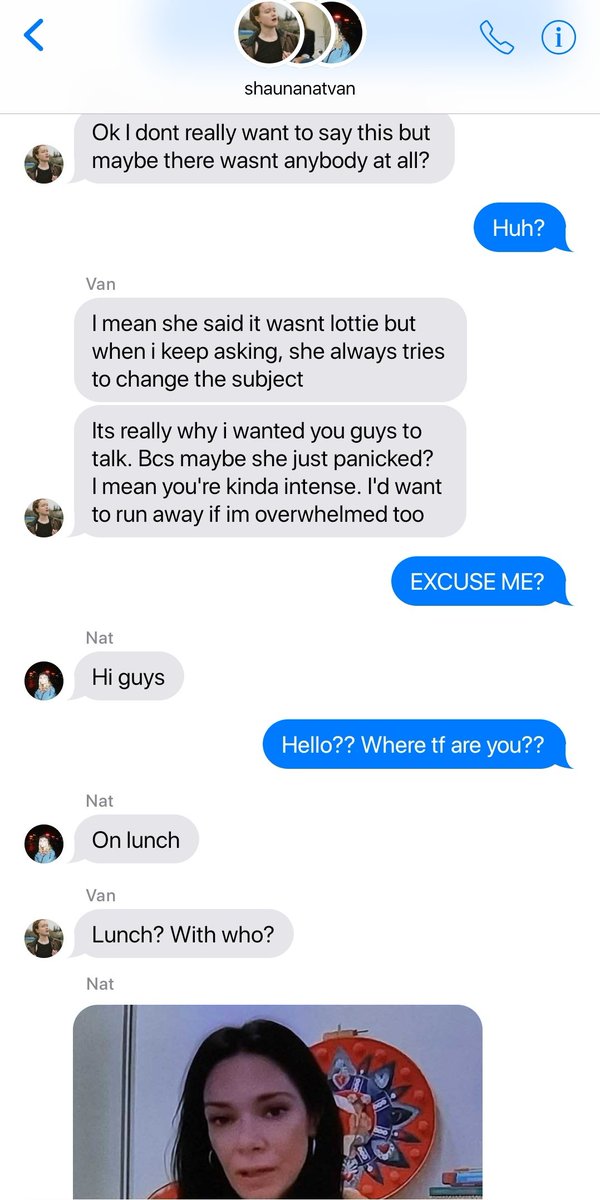 shaunanatvan
Ok I dont really want to say this but
maybe there wasnt anybody at all?
Huh?
Van
I mean she said it wasnt lottie but
when i keep asking, she always tries
to change the subject
Its really why i wanted you guys to
talk. Bcs maybe she just panicked?
I mean you're kinda intense. I'd want
to run away if im overwhelmed too
EXCUSE ME?
Nat
Hi guys
Hello?? Where tf are you??
Nat
On lunch
Van
Lunch? With who?
Nat